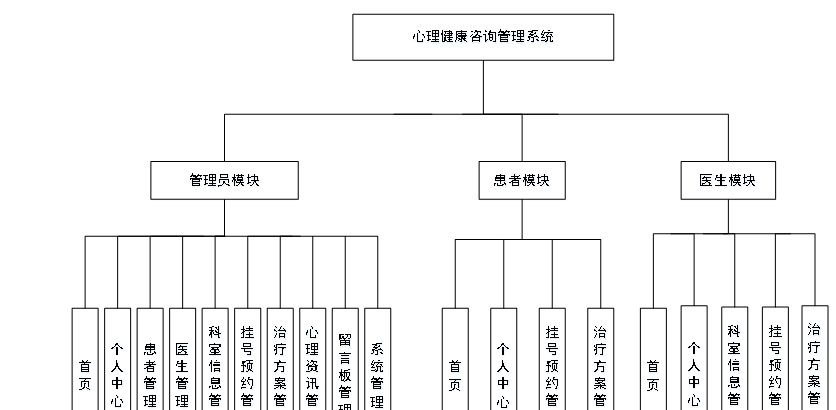 心理健康咨询管理系统
管理员模块
患者模块
医生模块
首页
个人中心
患者管理
医生管理
科室信息管
挂号预约管
治疗方案管
心理资讯管
留言板管理
系统管理
首页
个人中心
挂号预约管
治疗方案管
首页
个人中心
科室信息管
挂号预约管
治疗方案管